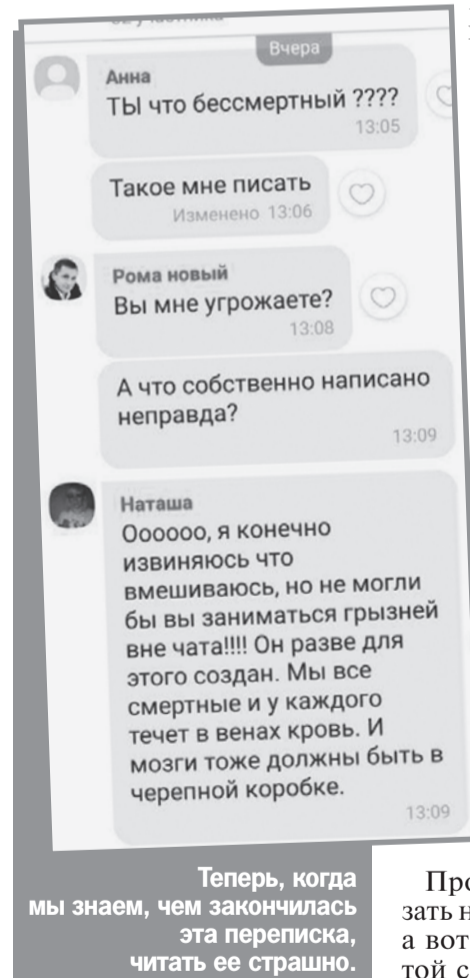 Вчера
Анна
ТЫ что бессмертный ????
13:05
Такое мне писать
Изменено 13:06
Рома новый
Вы мне угрожаете?
13:08
А что собственно написано
неправда?
13:09
Наташа
Оооооо, я конечно
извиняюсь что
вмешиваюсь, но не могли
бы вы заниматься грызней
вне чата!!!! Он разве для
этого создан. Мы все
смертные и у каждого
течет в венах кровь. И
мозги тоже должны быть в
черепной коробке.
13:09
Теперь, когда
мы знаем, чем закончилась
эта переписка,
читать ее страшно.
зать н
а вот
той с